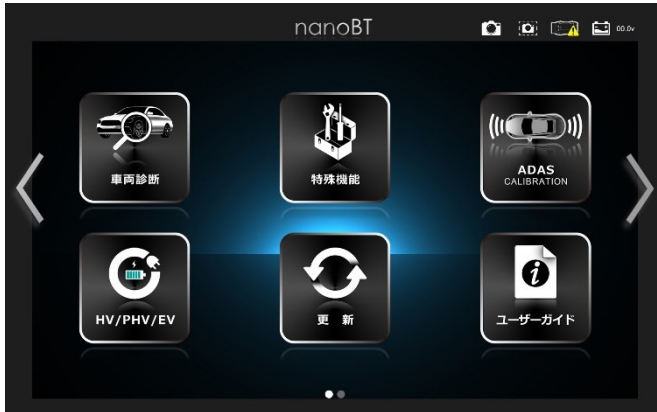 nanoBT
00.0v
車両診断
特殊機能
ADAS
CALIBRATION
HV/PHV/EV
更 新
ユーザーガイド